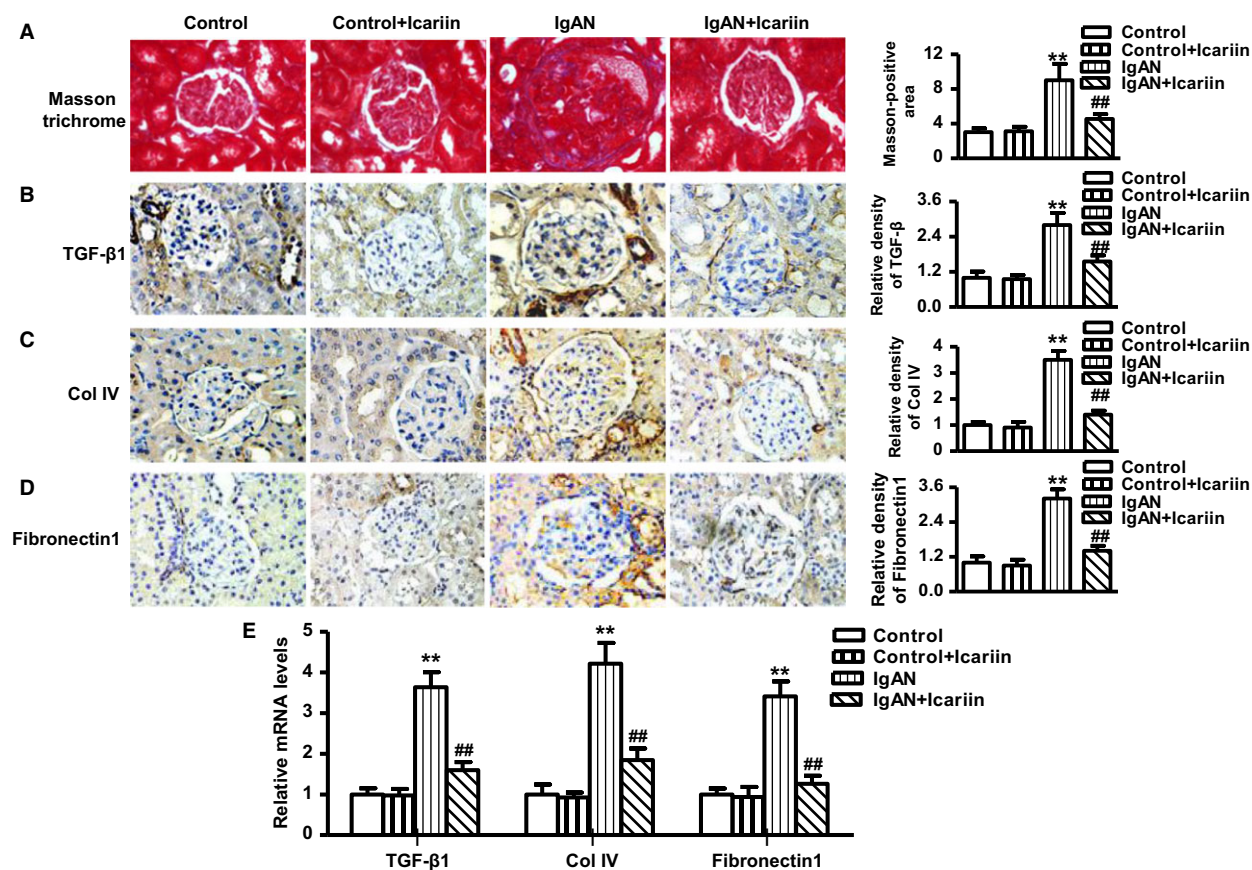 Control
Control+Icariin
IgAN
IgAN+Icariin
A
Masson
trichrome
Masson-positive
area
12
8
4
0
**
##
Control
Control+Icariin
IgAN
IgAN+Icariin
B
TGF-β1
Relative density
of TGF-β
3.6
2.4
1.2
0.0
**
##
Control
Control+Icariin
IgAN
IgAN+Icariin
C
Col IV
Relative density
of Col IV
4
3
2
1
0
**
##
Control
Control+Icariin
IgAN
IgAN+Icariin
D
Fibronectin1
Relative density
of Fibronectin1
3.6
2.4
1.2
0.0
**
##
Control
Control+Icariin
IgAN
IgAN+Icariin
E
Relative mRNA levels
5
4
3
2
1
0
**
##
**
##
**
##
TGF-β1
Col IV
Fibronectin1
Control
Control+Icariin
IgAN
IgAN+Icariin